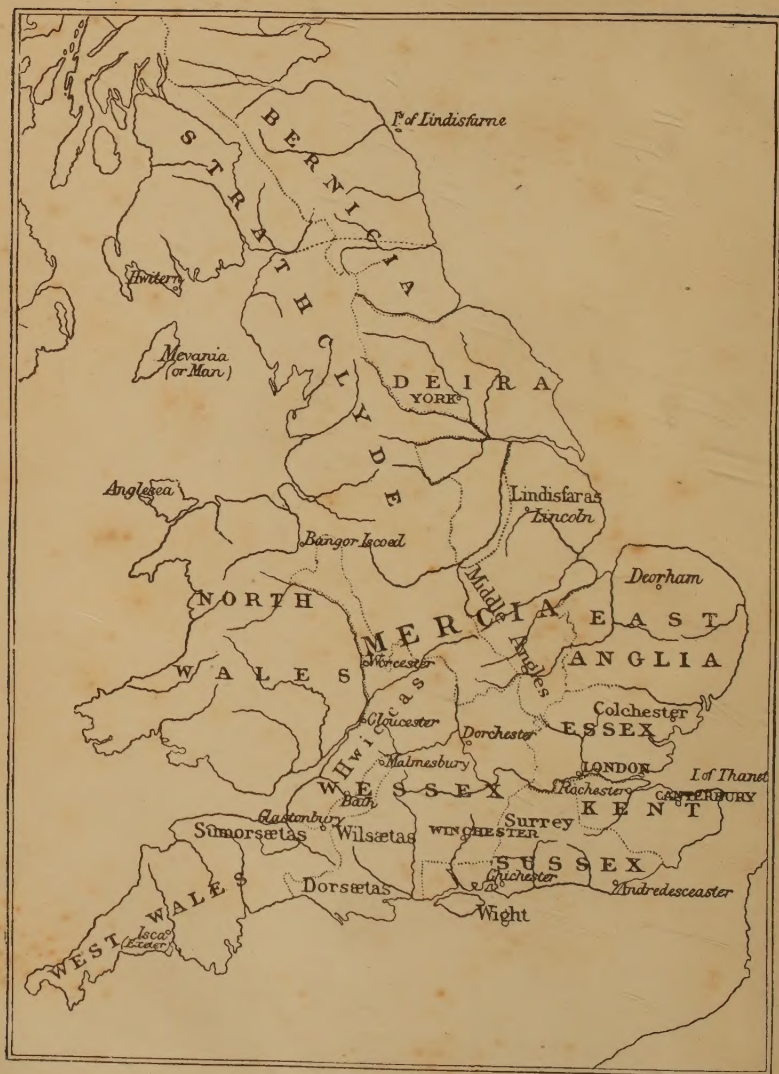 BERNICIA
Is. of Lindisfarne
STRATHCLYDE
Hwitern
Mevania
(or Man)
DEIRA
YORK
Anglesea
Lindisfaras
Lincoln
Bangor Iscoed
Deorham
NORTH
WALES
MERCIA
Middle
Angles
EAST
ANGLIA
Worcester
Hwiccas
Gloucester
Colchester
ESSEX
Dorchester
Malmesbury
LONDON
I. of Thanet
WESSEX
Bath
Rochester
CANTERBURY
KENT
Glastonbury
Sumorsætas
Wilsætas
WINCHESTER
Surrey
SUSSEX
Chichester
Dorsætas
Andredesceaster
Wight
WEST WALES
Isca
(Exeter)